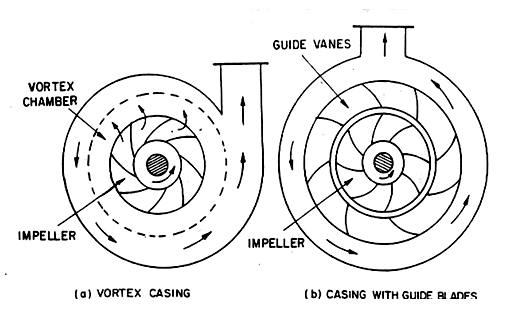 GUIDE VANES
VORTEX
CHAMBER
IMPELLER
IMPELLER
(a) VORTEX CASING
(b) CASING WITH GUIDE BLADES